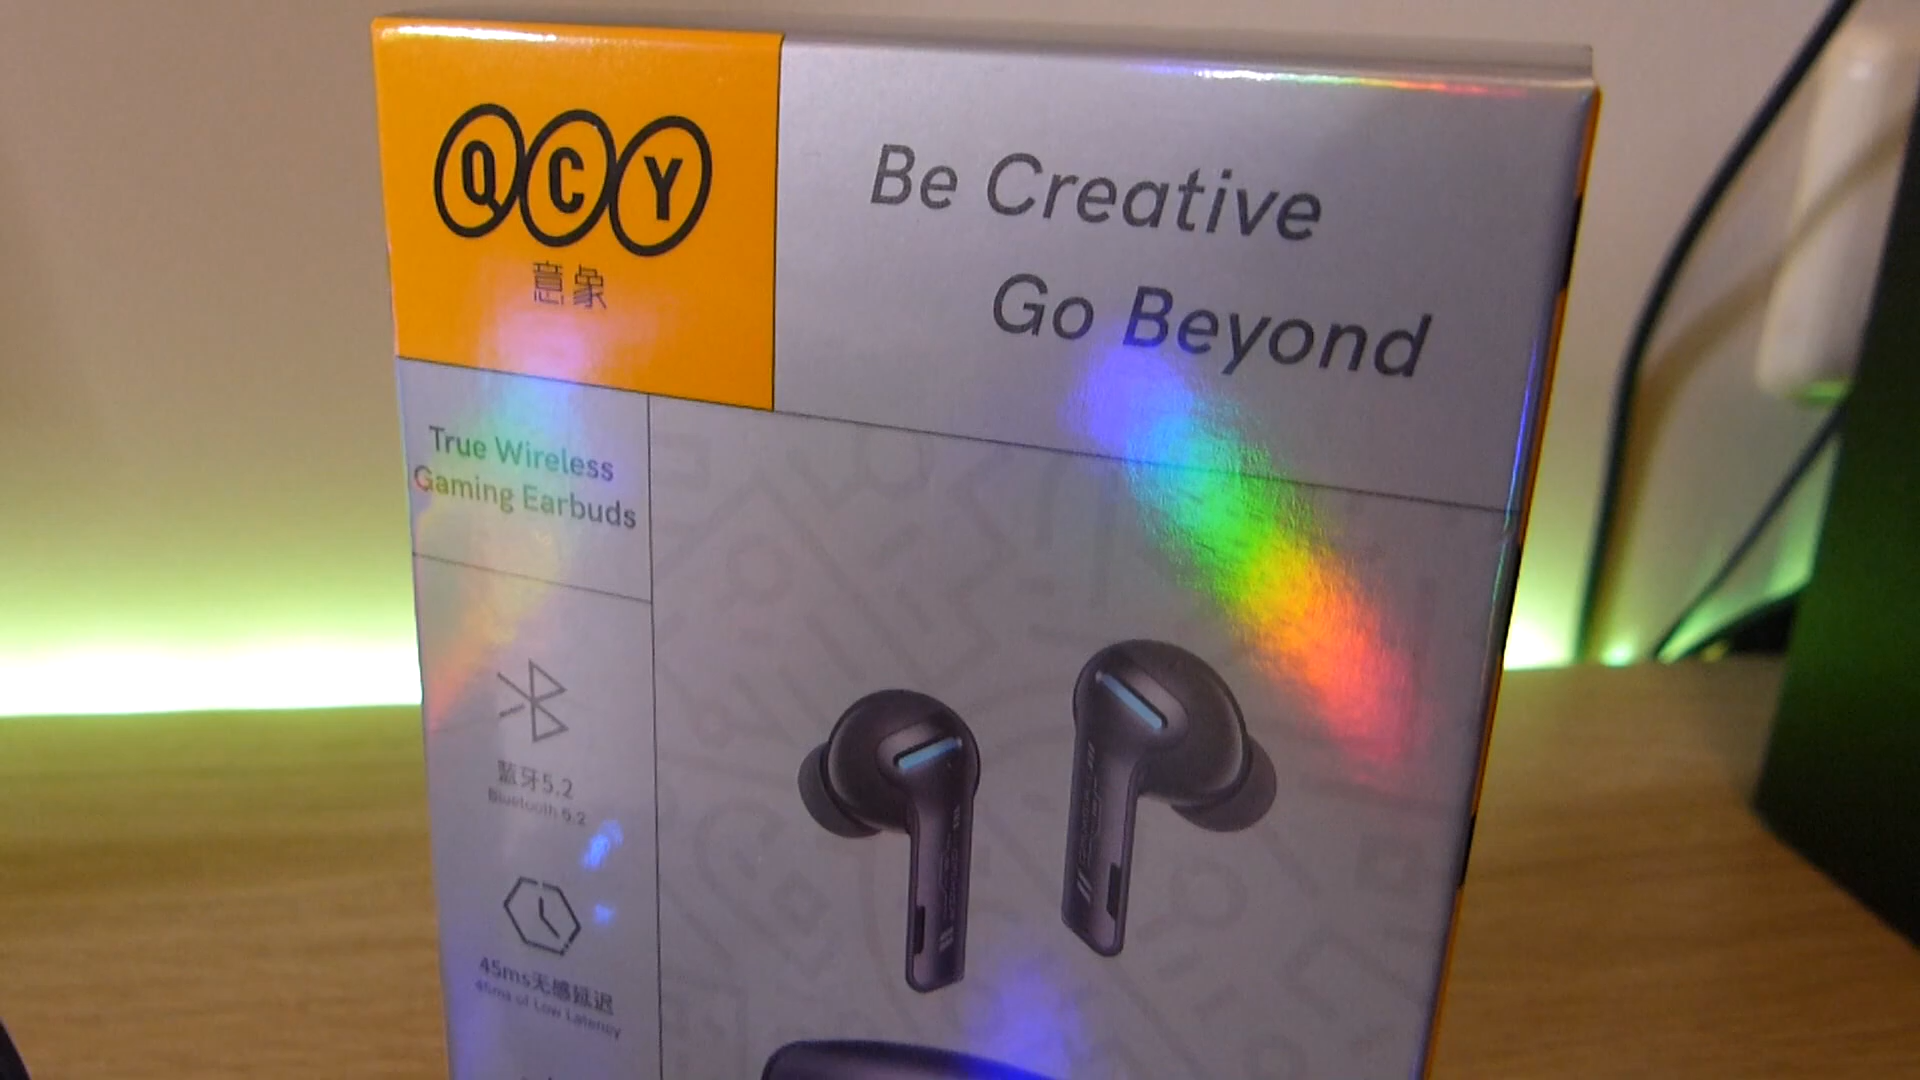 QCY
意象
Be Creative
Go Beyond
True Wireless
Gaming Earbuds
蓝牙5.2
Bluetooth 5.2
45ms无感延迟
45ms of Low Latency